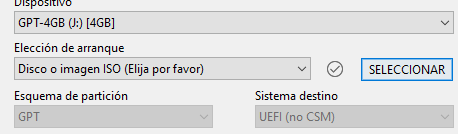 Dispositivo
GPT-4GB (J:) [4GB]
Elección de arranque
Disco o imagen ISO (Elija por favor)
SELECCIONAR
Esquema de partición
Sistema destino
GPT
UEFI (no CSM)